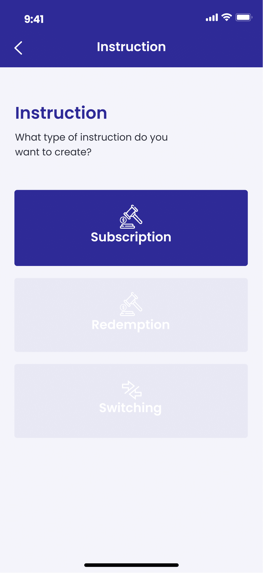 9:41
Instruction
Instruction
What type of instruction do you
want to create?
Subscription
Redemption
Switching